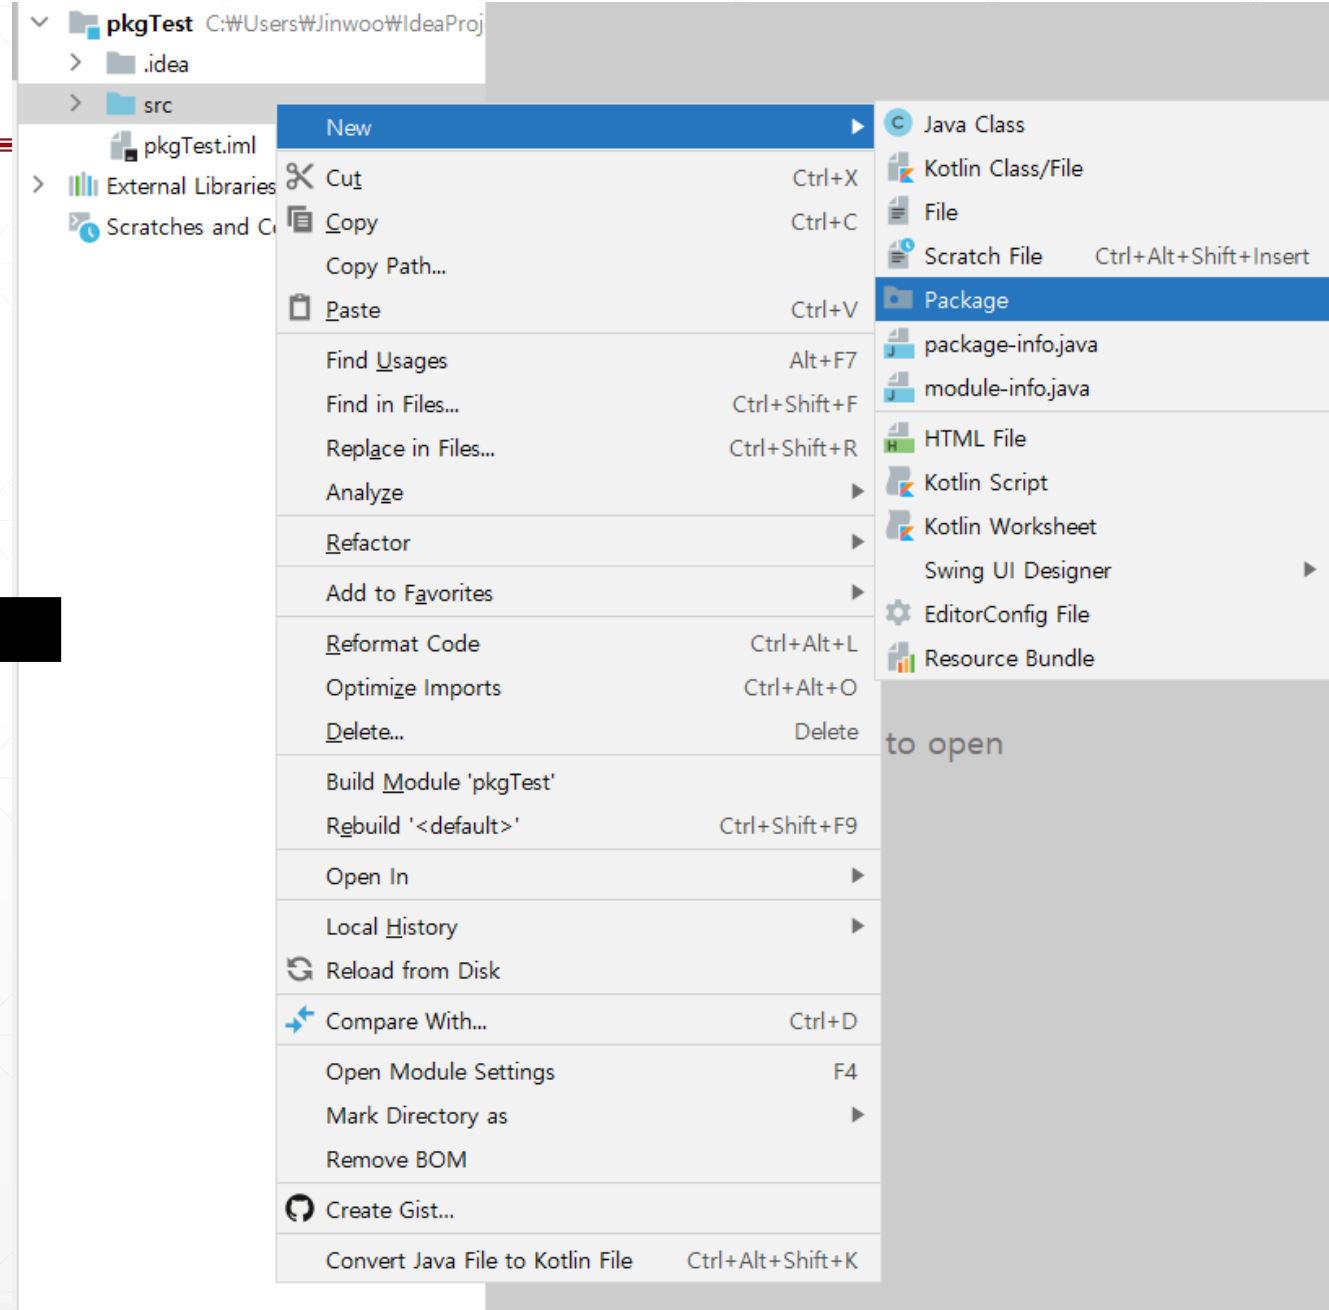 pkgTest C:₩Users₩Jinwoo₩IdeaProj
.idea
src
pkgTest.iml
External Libraries
Scratches and
New
Cut Ctrl+X
Copy Ctrl+C
Copy Path...
Paste Ctrl+V
Find Usages Alt+F7
Find in Files... Ctrl+Shift+F
Replace in Files... Ctrl+Shift+R
Analyze
Refactor
Add to Favorites
Reformat Code Ctrl+Alt+L
Optimize Imports Ctrl+Alt+O
Delete... Delete
Build Module 'pkgTest'
Rebuild '<default>' Ctrl+Shift+F9
Open In
Local History
Reload from Disk
Compare With... Ctrl+D
Open Module Settings F4
Mark Directory as
Remove BOM
Create Gist...
Convert Java File to Kotlin File Ctrl+Alt+Shift+K
Java Class
Kotlin Class/File
File
Scratch File Ctrl+Alt+Shift+Insert
Package
package-info.java
module-info.java
HTML File
Kotlin Script
Kotlin Worksheet
Swing UI Designer
EditorConfig File
Resource Bundle
to open